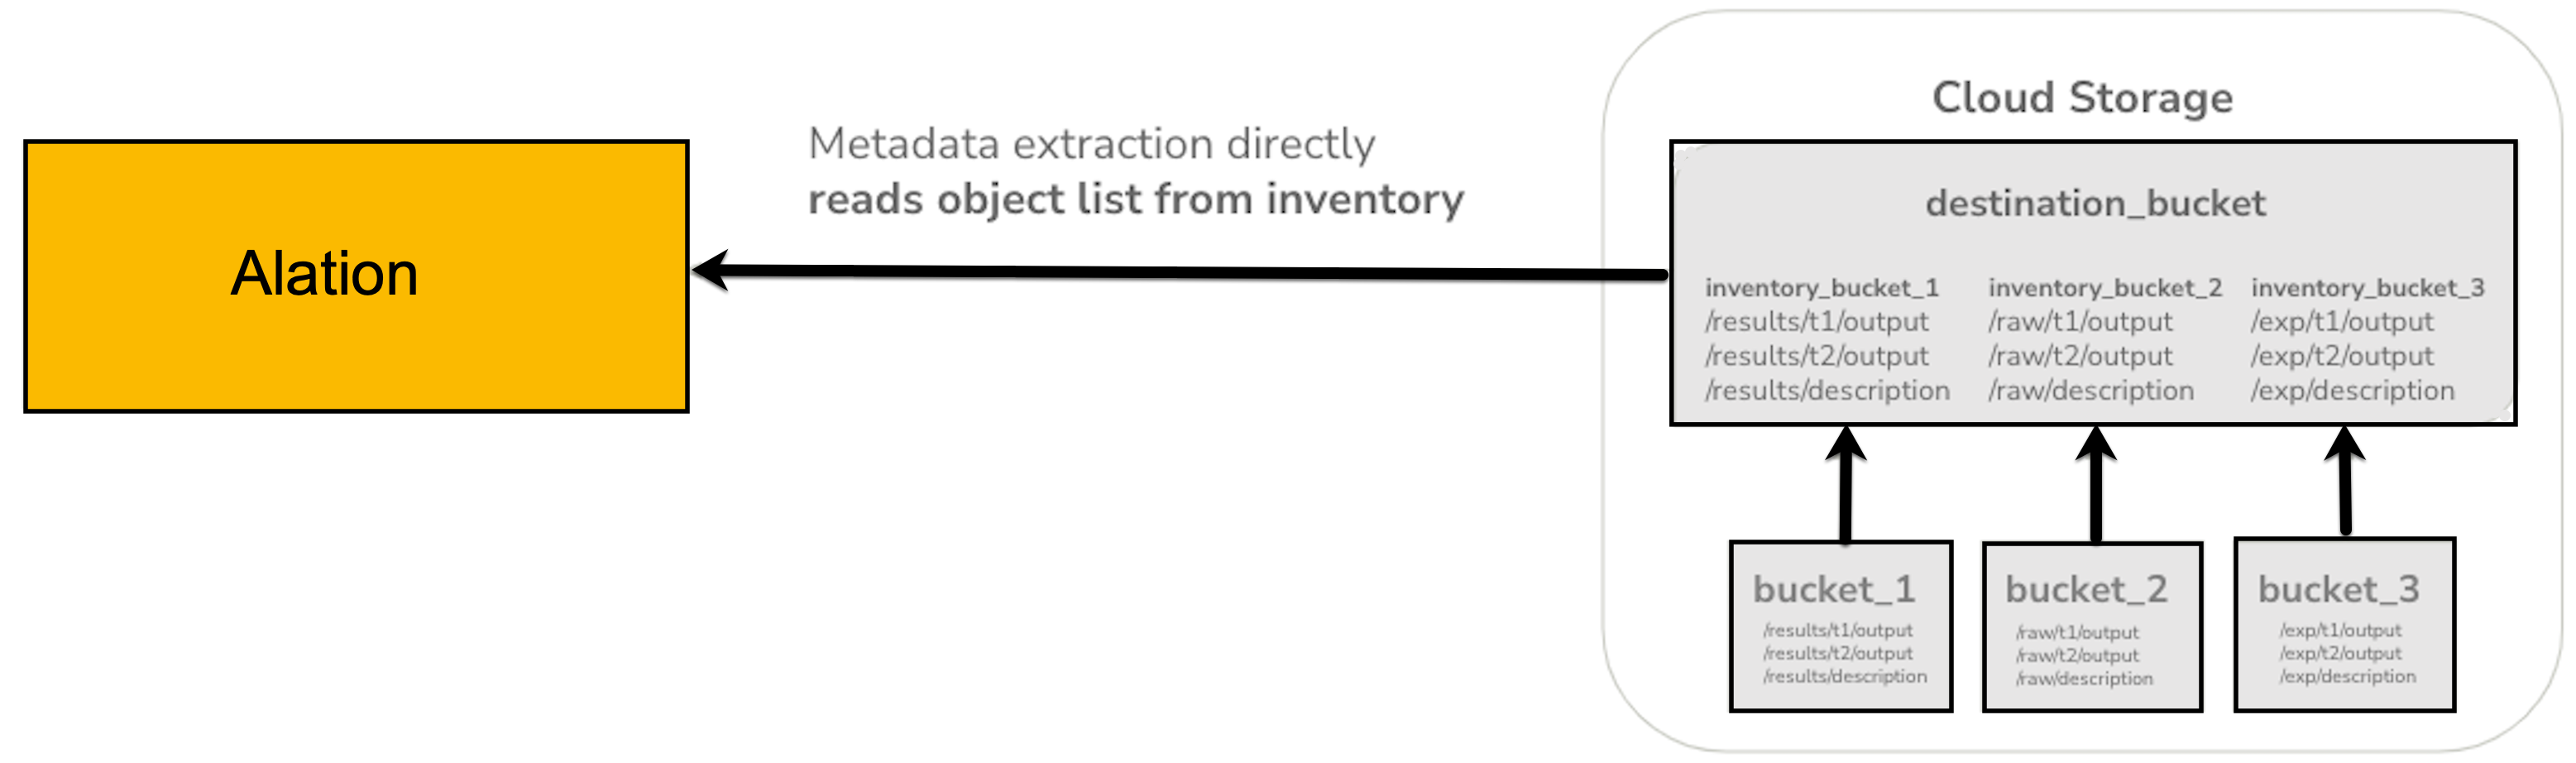 Cloud Storage
Metadata extraction directly
reads object list from inventory
Alation
destination_bucket
inventory_bucket_1
/results/t1/output
/results/t2/output
/results/description
inventory_bucket_2
/raw/t1/output
/raw/t2/output
/raw/description
inventory_bucket_3
/exp/t1/output
/exp/t2/output
/exp/description
bucket_1
/results/t1/output
/results/t2/output
/results/description
bucket_2
/raw/t1/output
/raw/t2/output
/raw/description
bucket_3
/exp/t1/output
/exp/t2/output
/exp/description